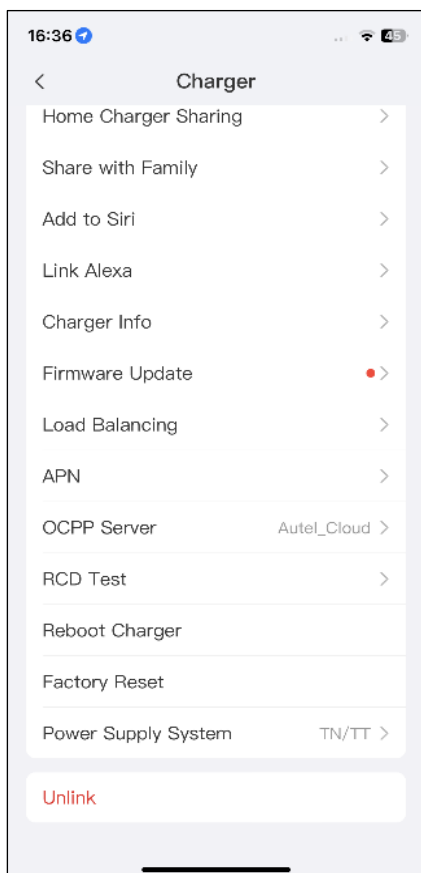 16:36
45
Charger
Home Charger Sharing
Share with Family
Add to Siri
Link Alexa
Charger Info
Firmware Update
Load Balancing
APN
OCPP Server Autel_Cloud
RCD Test
Reboot Charger
Factory Reset
Power Supply System TN/TT
Unlink